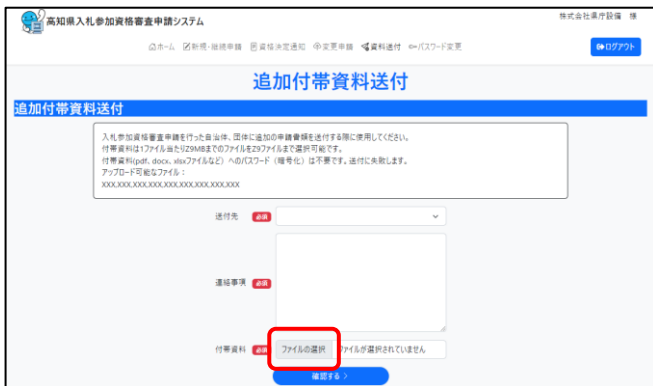 高知県入札参加資格審査申請システム
株式会社県庁設備 様
ホーム 新規・継続申請 資格決定通知 変更申請 資料送付 パスワード変更
ログアウト
追加付帯資料送付
追加付帯資料送付
入札参加資格審査申請を行った自治体、団体に追加の申請書類を送付する際に使用してください。
付帯資料は1ファイル当たりZ9MBまでのファイルをZ9ファイルまで選択可能です。
付帯資料(pdf、docx、xlsxファイルなど）へのパスワード（暗号化）は不要です。送付に失敗します。
アップロード可能なファイル：
XXX,XXX,XXX,XXX,XXX,XXX,XXX,XXX,XXX
送付先 必須
連絡事項 必須
付帯資料 必須 ファイルの選択 ファイルが選択されていません
確認する >